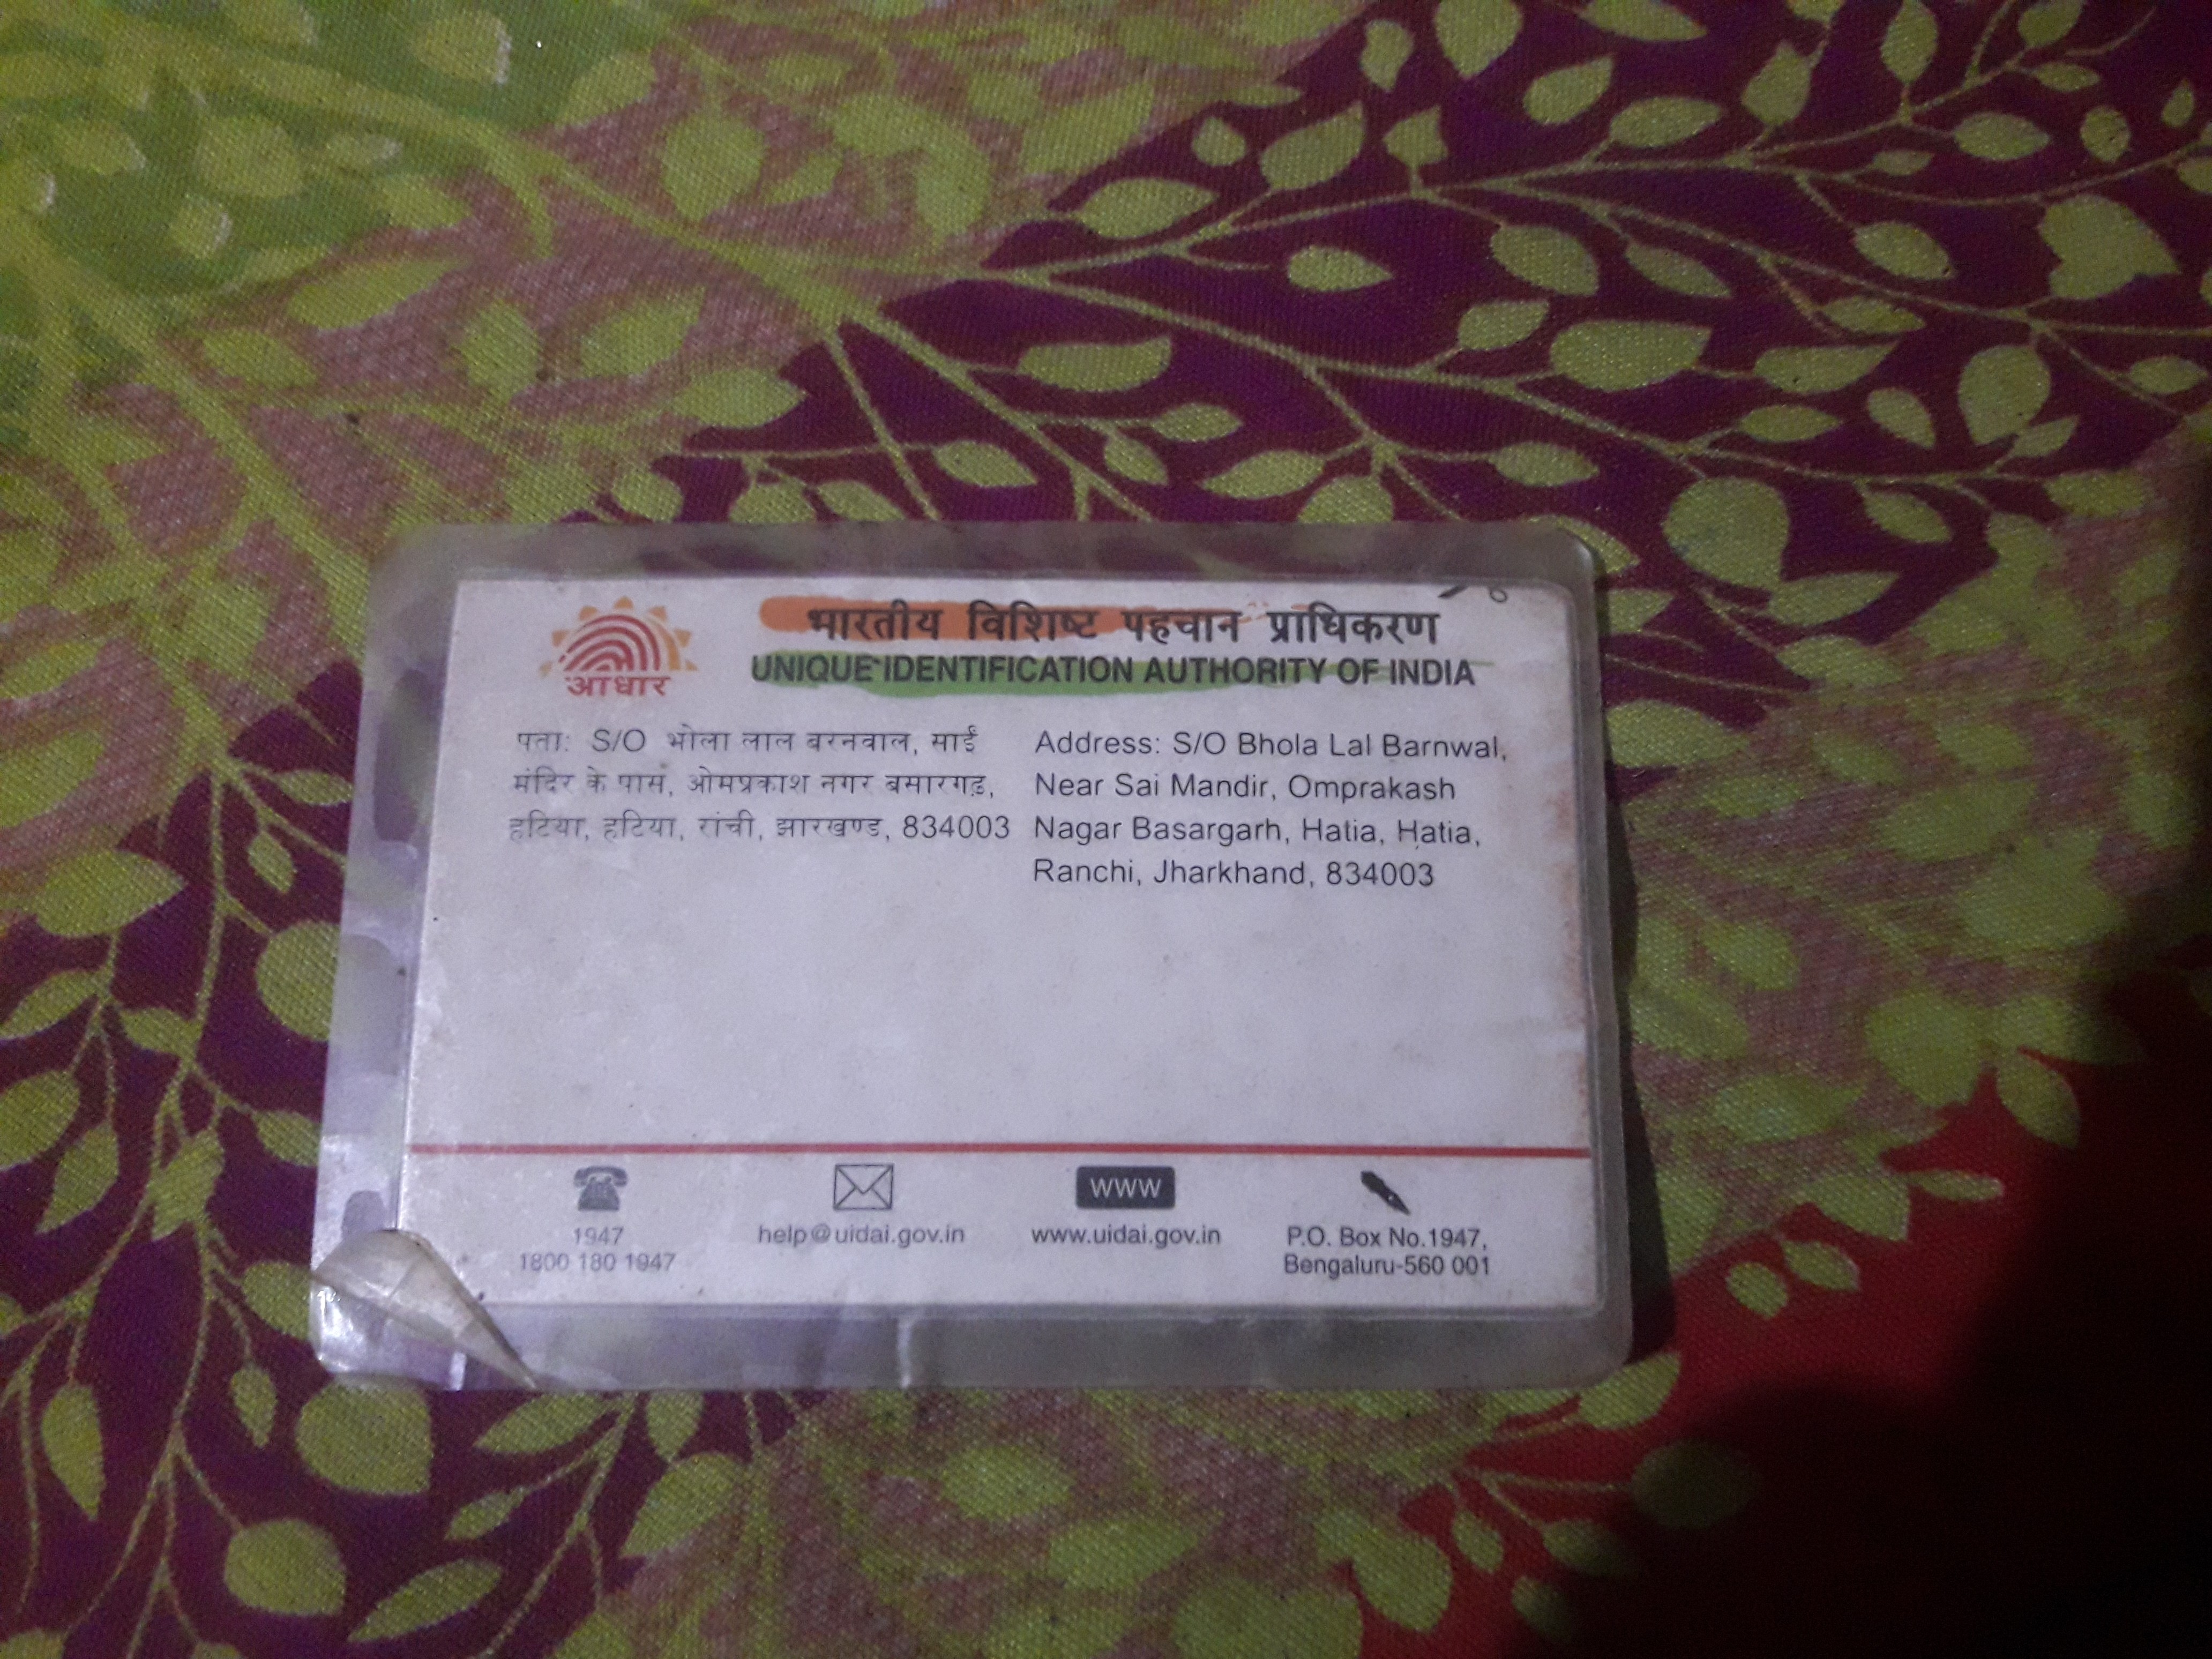 भारतीय विशिष्ट पहचान प्राधिकरण
UNIQUE IDENTIFICATION AUTHORITY OF INDIA
आधार
पता: S/O भोला लाल बरनवाल, साईं
मंदिर के पास, ओमप्रकाश नगर बसारगढ़,
हटिया, हटिया, रांची, झारखण्ड, 834003
Address: S/O Bhola Lal Barnwal,
Near Sai Mandir, Omprakash
Nagar Basargarh, Hatia, Hatia,
Ranchi, Jharkhand, 834003
1947
1800 180 1947
help@uidai.gov.in
WWW
www.uidai.gov.in
P.O. Box No.1947,
Bengaluru-560 001